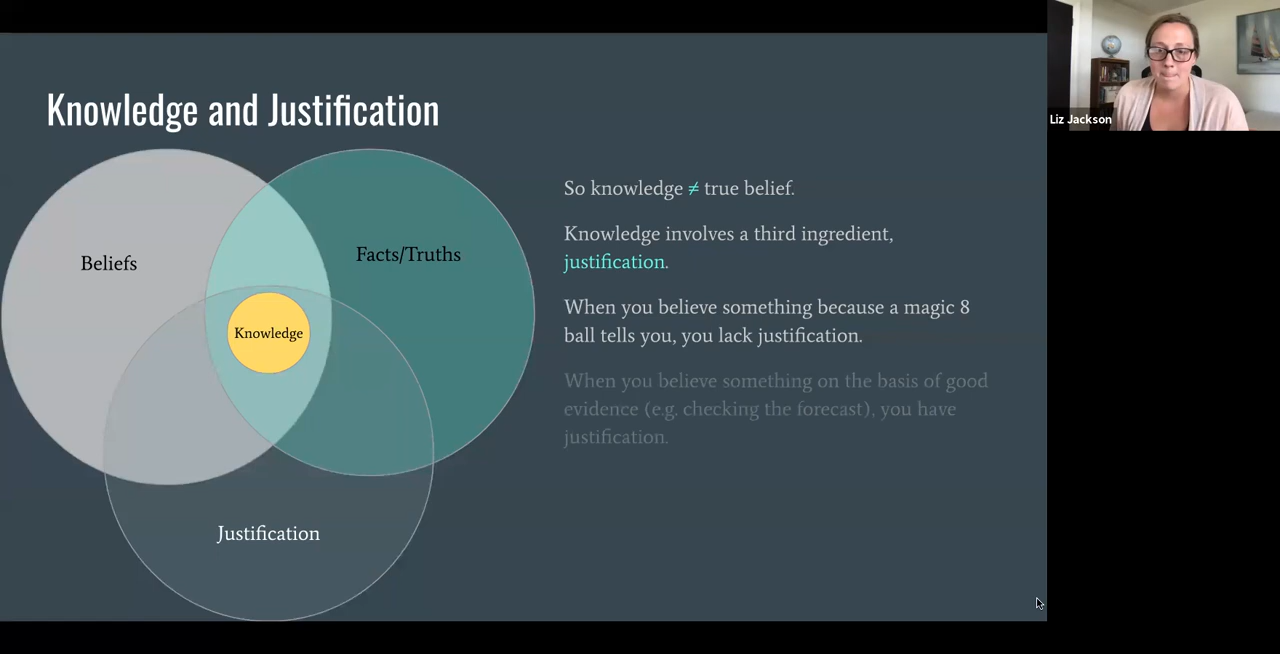 Knowledge and Justification
Beliefs
Facts/Truths
Knowledge
Justification
So knowledge ≠ true belief.
Knowledge involves a third ingredient,
justification.
When you believe something because a magic 8
ball tells you, you lack justification.
When you believe something on the basis of good
evidence (e.g. checking the forecast), you have
justification.
Liz Jackson